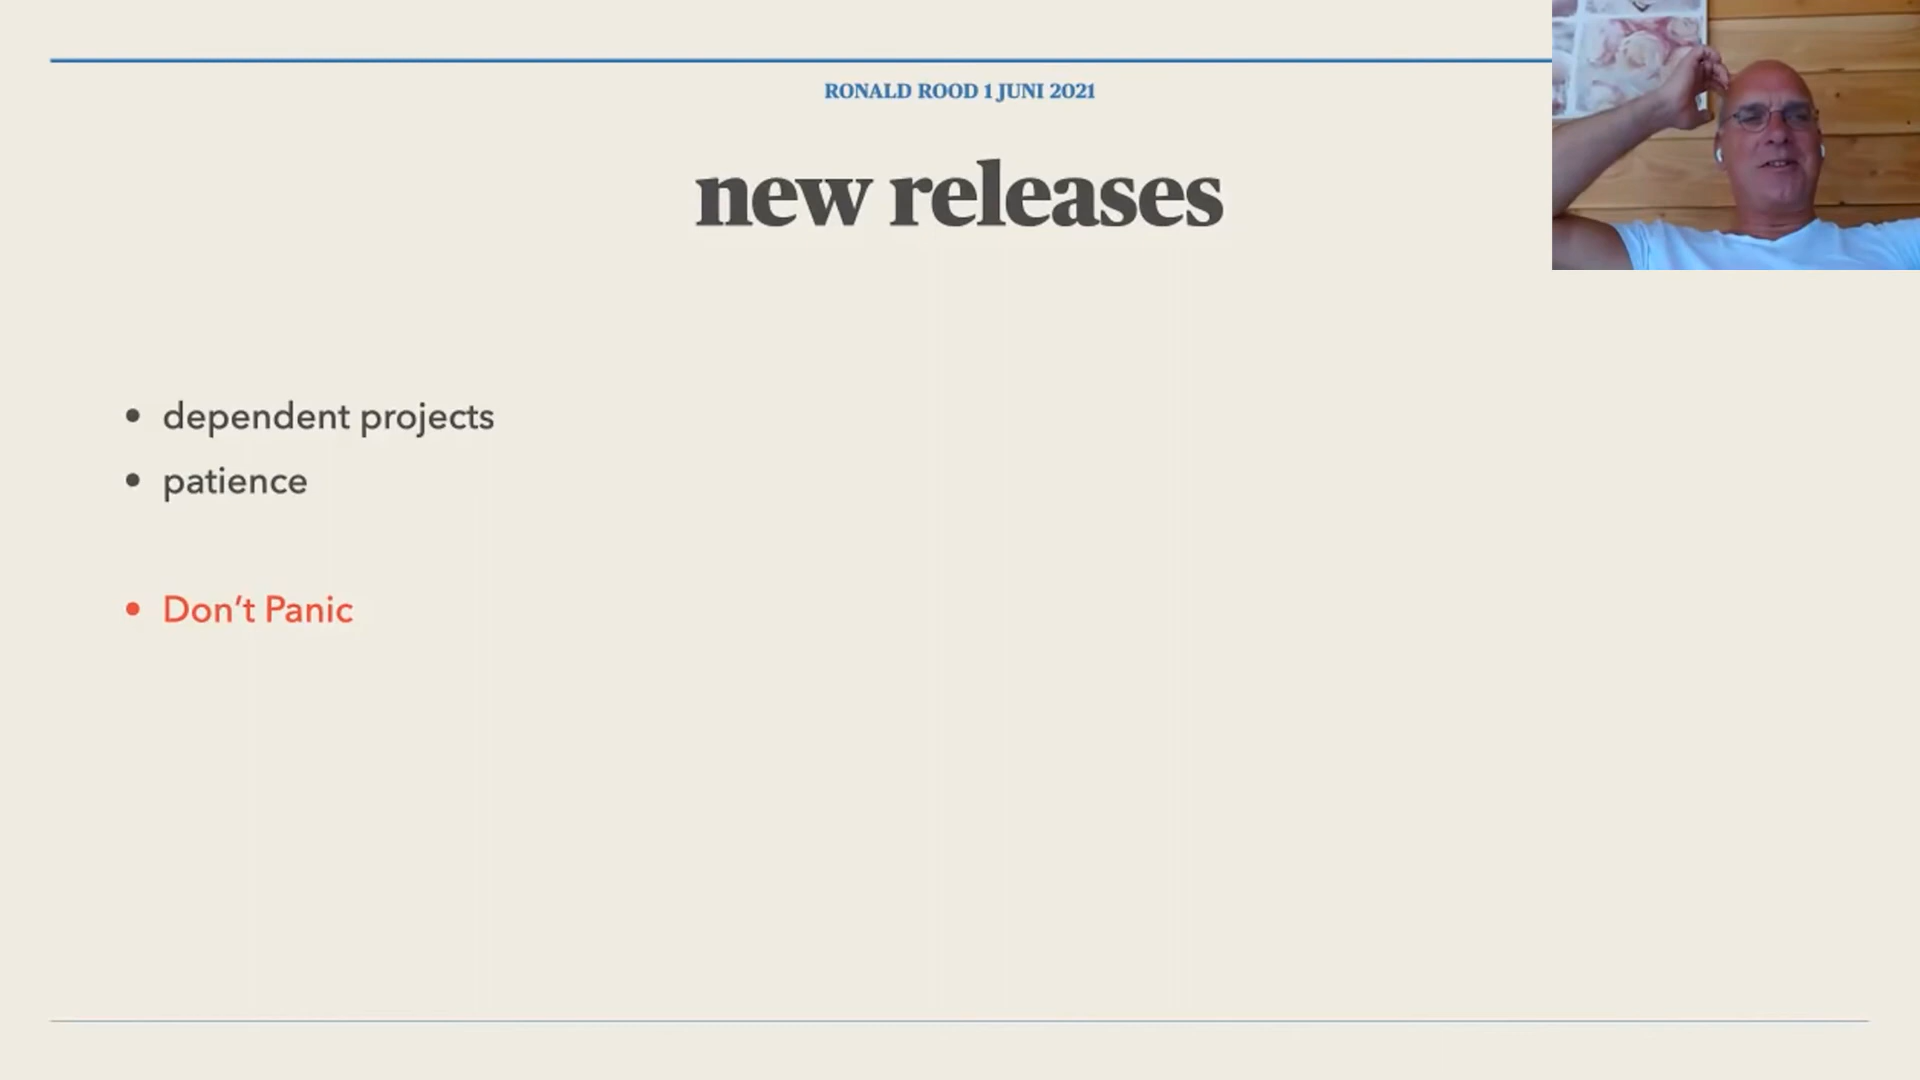 RONALD ROOD 1 JUNI 2021
new releases
• dependent projects
• patience
• Don’t Panic